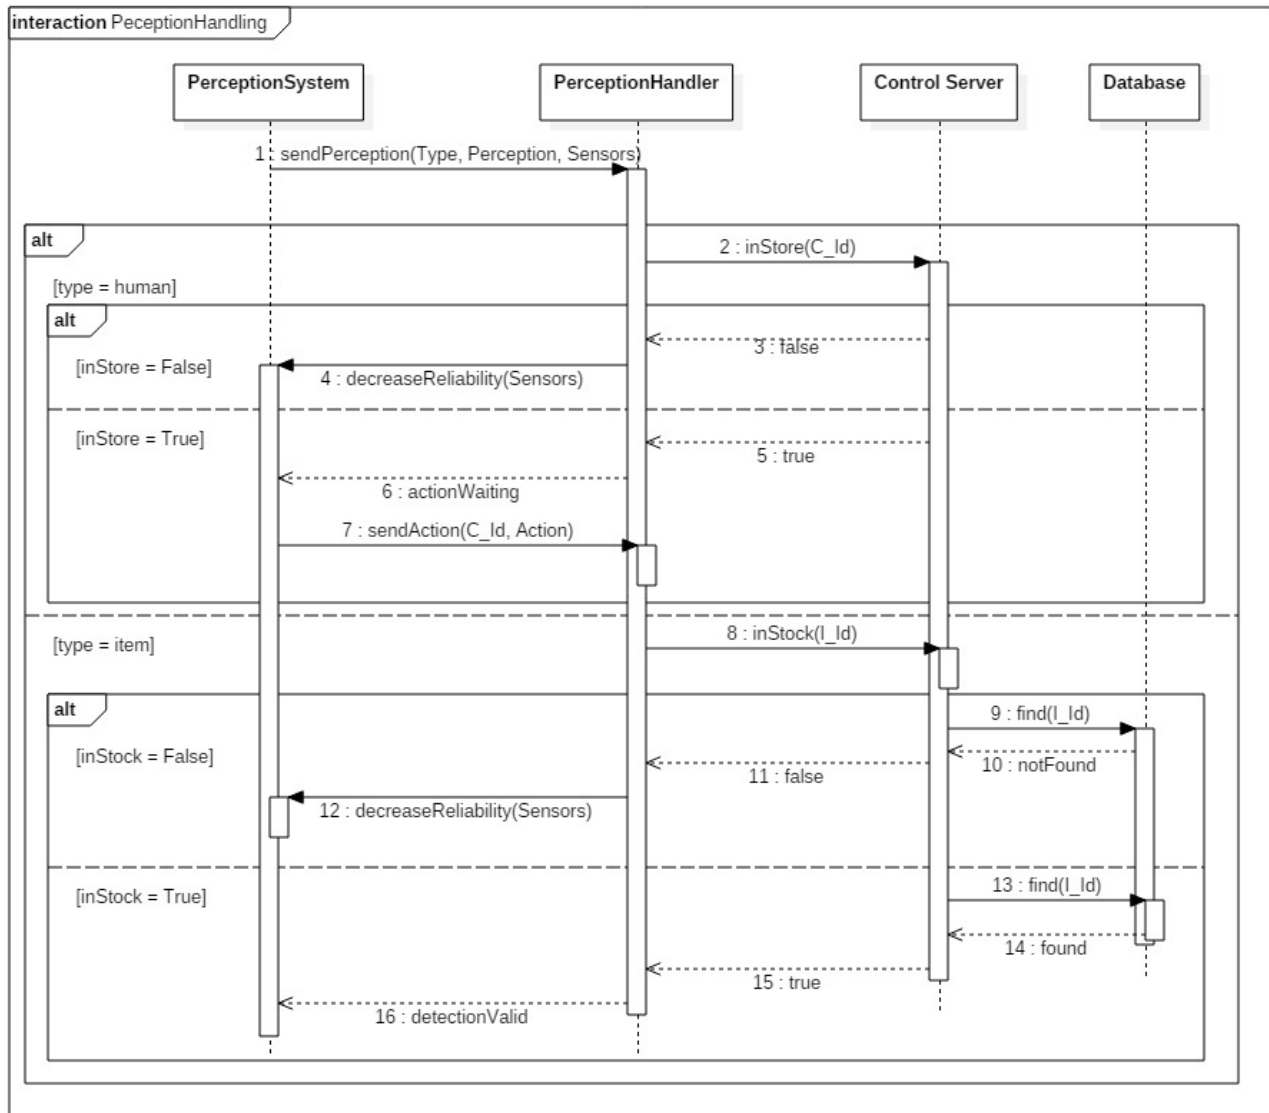 interaction PeceptionHandling
PerceptionSystem
PerceptionHandler
Control Server
Database
1 : sendPerception(Type, Perception, Sensors)
alt
2 : inStore(C_Id)
[type = human]
alt
3 : false
[inStore = False]
4 : decreaseReliability(Sensors)
[inStore = True]
5 : true
6 : actionWaiting
7 : sendAction(C_Id, Action)
8 : inStock(I_Id)
[type = item]
alt
9 : find(I_Id)
[inStock = False]
10 : notFound
11 : false
12 : decreaseReliability(Sensors)
[inStock = True]
13 : find(I_Id)
14 : found
15 : true
16 : detectionValid